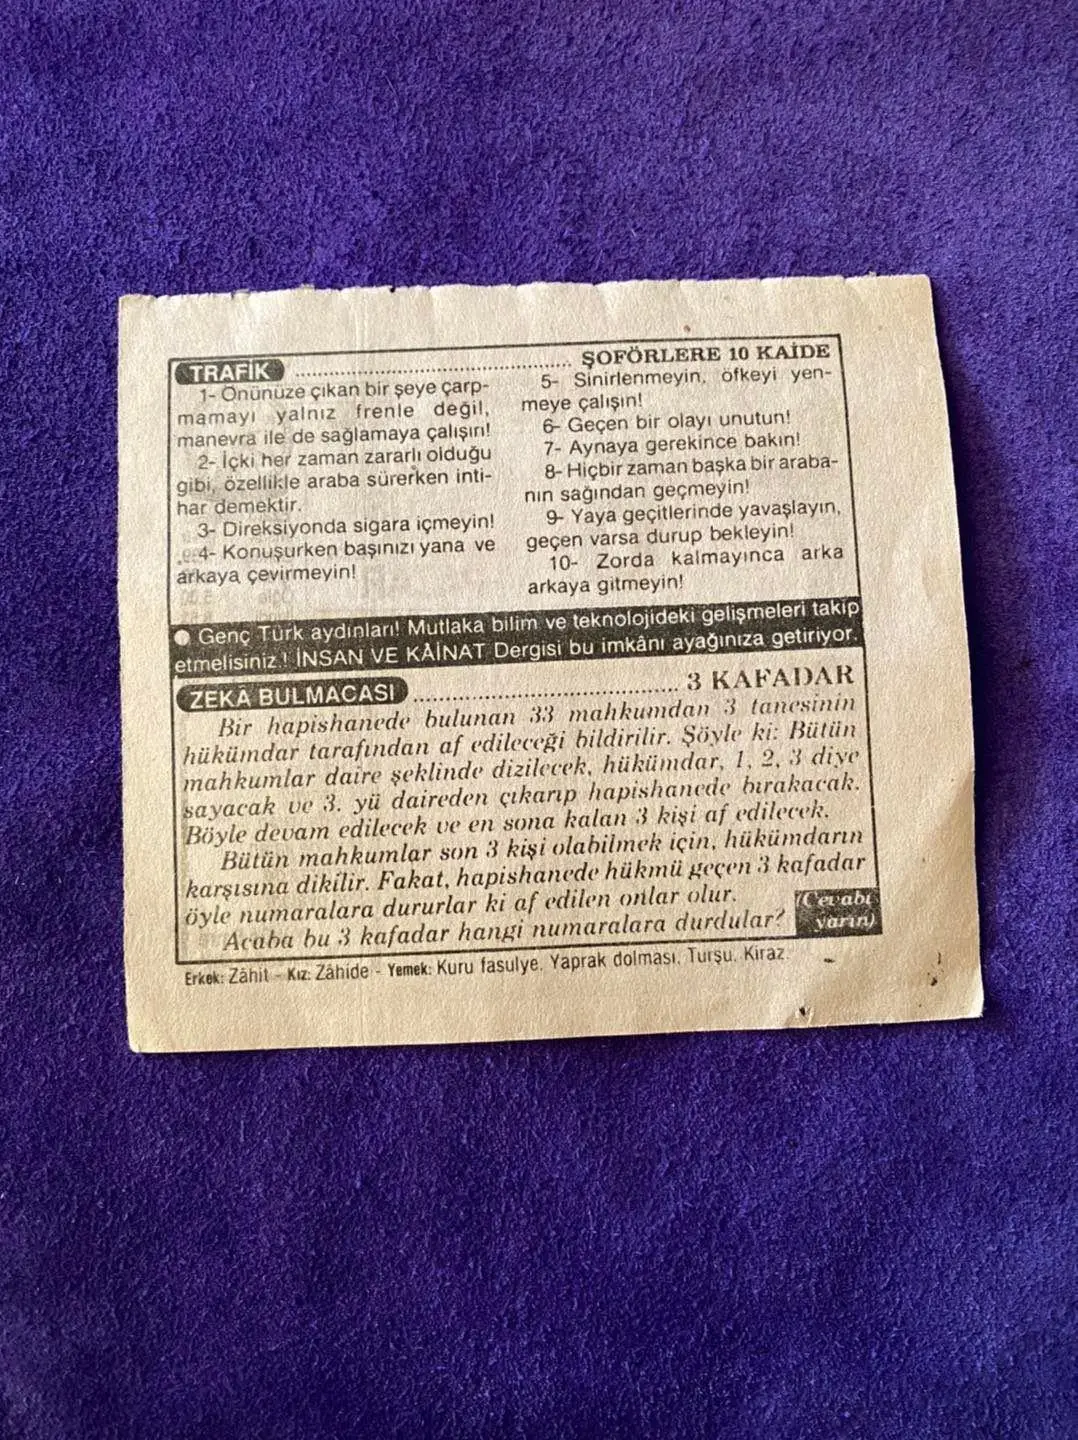 TRAFİK ........................................ ŞOFÖRLERE 10 KAİDE
1- Önünüze çıkan bir şeye çarp-
mamayı yalnız frenle değil,
manevra ile de sağlamaya çalışın!
2- İçki her zaman zararlı olduğu
gibi, özellikle araba sürerken inti-
har demektir.
3- Direksiyonda sigara içmeyin!
4- Konuşurken başınızı yana ve
arkaya çevirmeyin!
5- Sinirlenmeyin, öfkeyi yen-
meye çalışın!
6- Geçen bir olayı unutun!
7- Aynaya gerekince bakın!
8- Hiçbir zaman başka bir araba-
nın sağından geçmeyin!
9- Yaya geçitlerinde yavaşlayın,
geçen varsa durup bekleyin!
10- Zorda kalmayınca arka
arkaya gitmeyin!
● Genç Türk aydınları! Mutlaka bilim ve teknolojideki gelişmeleri takip
etmelisiniz! İNSAN VE KÂİNAT Dergisi bu imkânı ayağınıza getiriyor.
ZEKÂ BULMACASI ........................................ 3 KAFADAR
Bir hapishanede bulunan 33 mahkumdan 3 tanesinin
hükümdar tarafından af edileceği bildirilir. Şöyle ki: Bütün
mahkumlar daire şeklinde dizilecek, hükümdar, 1, 2, 3 diye
sayacak ve 3. yü daireden çıkarıp hapishanede bırakacak.
Böyle devam edilecek ve en sona kalan 3 kişi af edilecek.
Bütün mahkumlar son 3 kişi olabilmek için, hükümdarın
karşısına dikilir. Fakat, hapishanede hükmü geçen 3 kafadar
öyle numaralara dururlar ki af edilen onlar olur.
Acaba bu 3 kafadar hangi numaralara durdular?
(Cevabı
yarın)
Erkek: Zâhit - Kız: Zâhide - Yemek: Kuru fasulye, Yaprak dolması, Turşu, Kiraz.